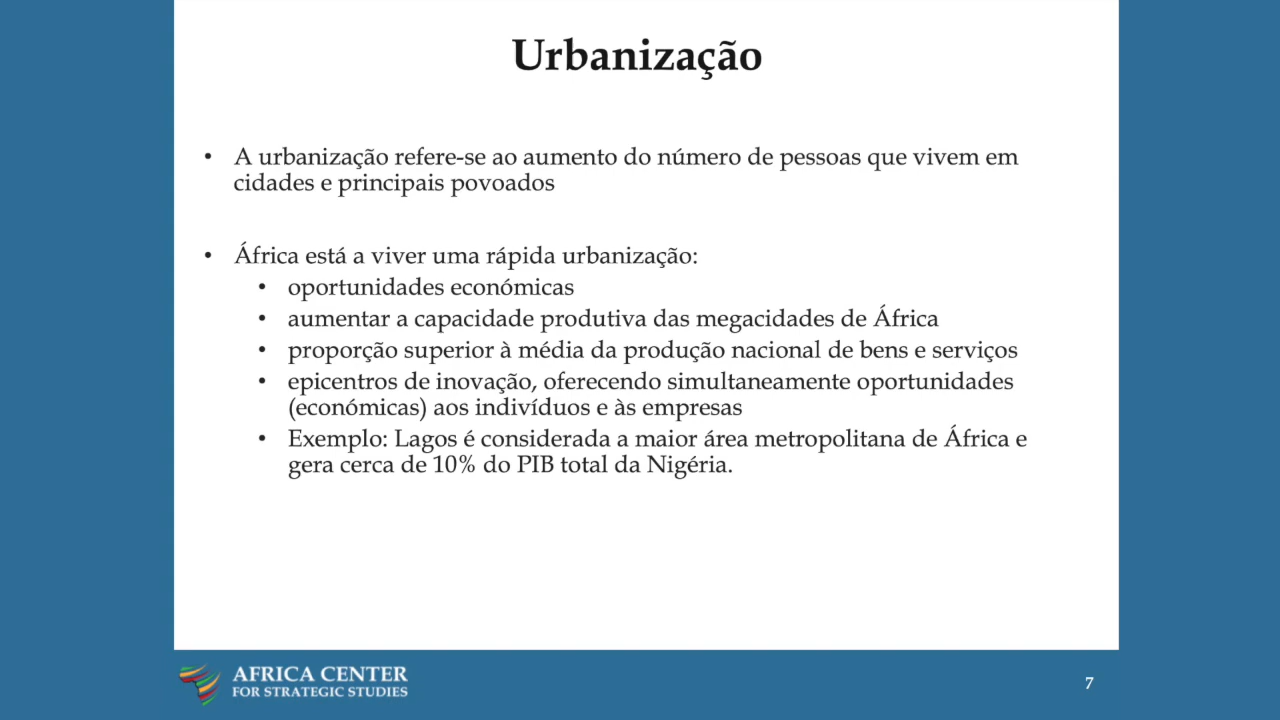 Urbanização
• A urbanização refere-se ao aumento do número de pessoas que vivem em
cidades e principais povoados
• África está a viver uma rápida urbanização:
• oportunidades económicas
• aumentar a capacidade produtiva das megacidades de África
• proporção superior à média da produção nacional de bens e serviços
• epicentros de inovação, oferecendo simultaneamente oportunidades
(económicas) aos indivíduos e às empresas
• Exemplo: Lagos é considerada a maior área metropolitana de África e
gera cerca de 10% do PIB total da Nigéria.
AFRICA CENTER
FOR STRATEGIC STUDIES
7